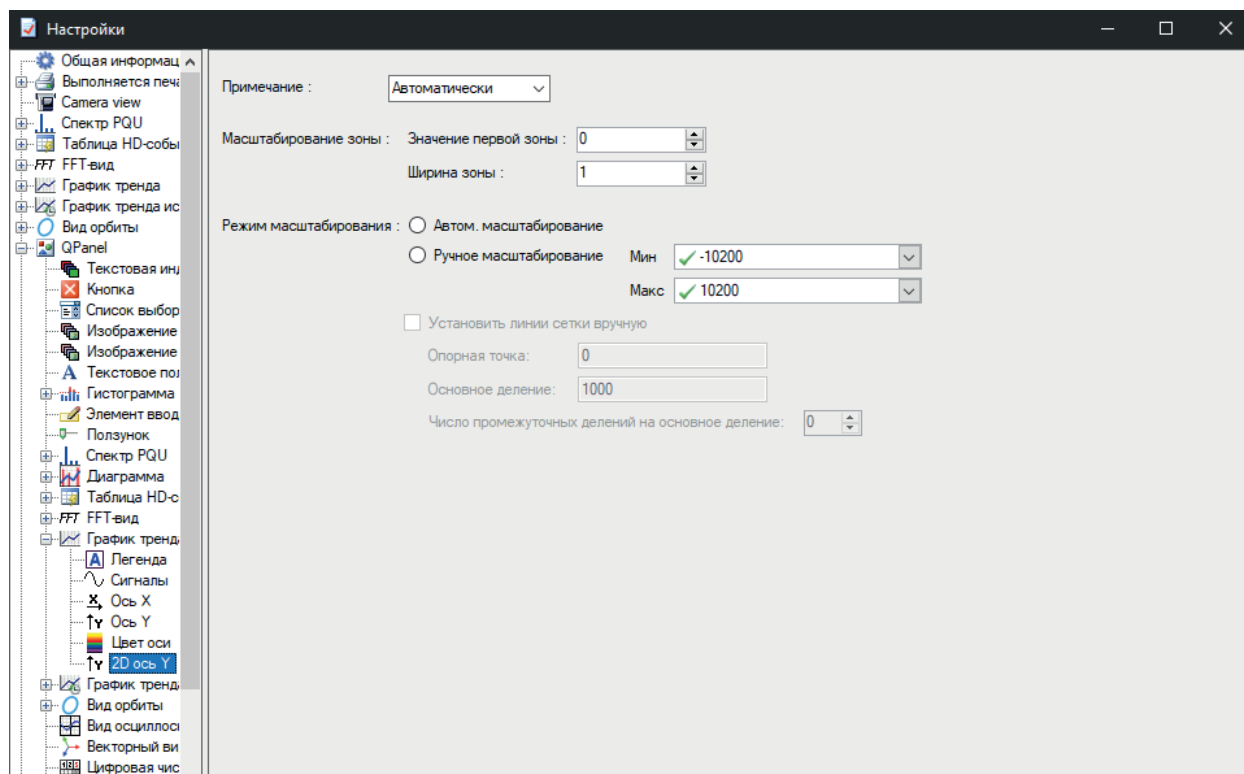 Настройки
Общая информац
Выполняется печа
Camera view
Спектр PQU
Таблица HD-собы
FFT FFT-вид
График тренда
График тренда ис
Вид орбиты
QPanel
Текстовая инд
Кнопка
Список выбор
Изображение
Изображение
A Текстовое пол
Гистограмма
Элемент ввод
Ползунок
Спектр PQU
Диаграмма
Таблица HD-с
FFT FFT-вид
График тренда
A Легенда
Сигналы
X Ось X
Y Ось Y
Цвет оси
Y 2D ось Y
График тренда
Вид орбиты
Вид осциллос
Векторный ви
Цифровая чис
Примечание : Автоматически
Масштабирование зоны : Значение первой зоны : 0
Ширина зоны : 1
Режим масштабирования : Автом. масштабирование
Ручное масштабирование Мин -10200
Макс 10200
Установить линии сетки вручную
Опорная точка: 0
Основное деление: 1000
Число промежуточных делений на основное деление: 0